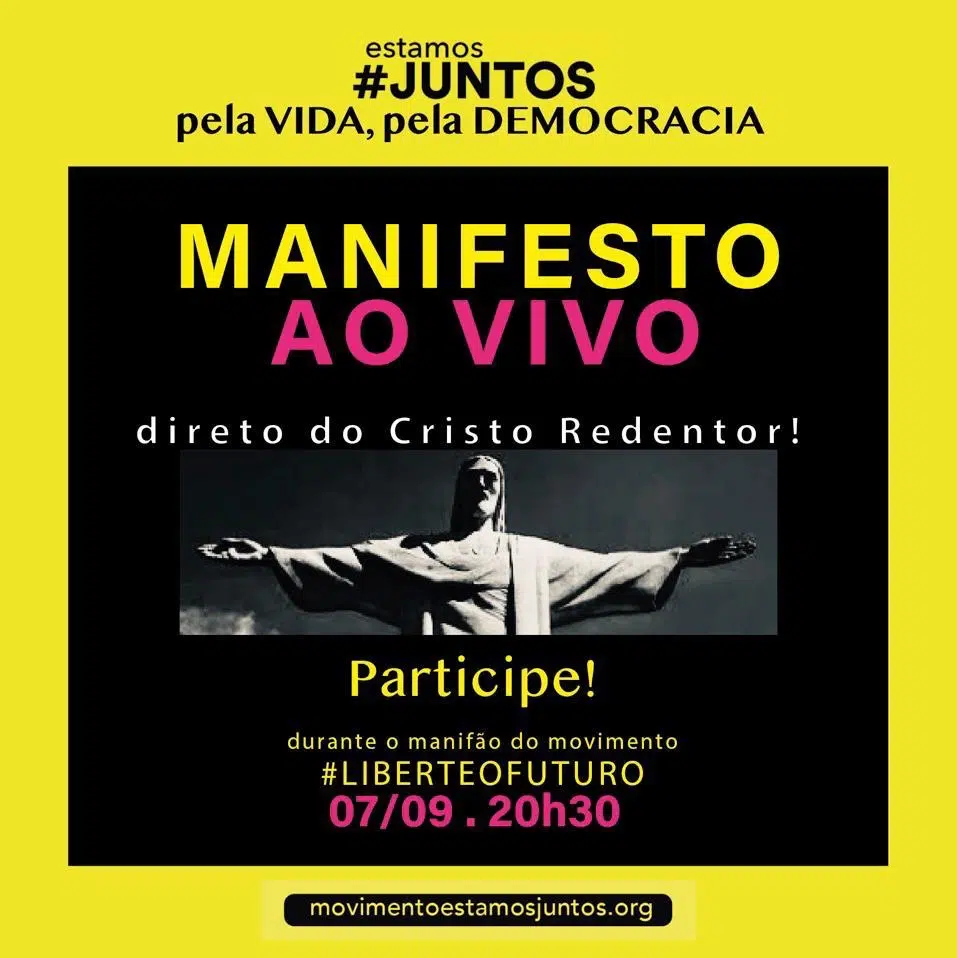 estamos
#JUNTOS
pela VIDA, pela DEMOCRACIA
MANIFESTO
AO VIVO
direto do Cristo Redentor!
Participe!
durante o manifão do movimento
#LIBERTEOFUTURO
07/09 . 20h30
movimentoestamosjuntos.org